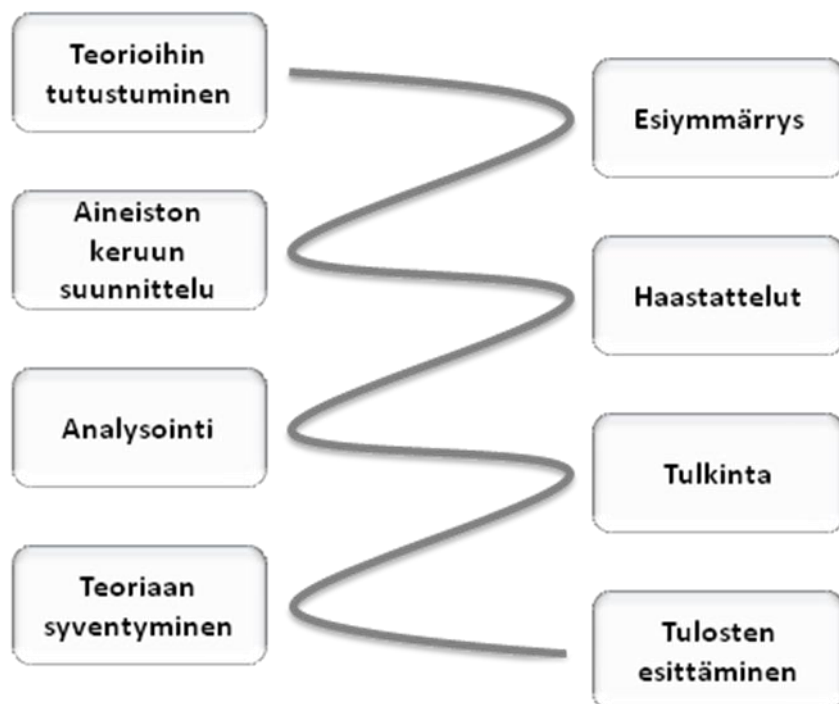 Teorioihin
tutustuminen
Esiymmärrys
Aineiston
keruun
suunnittelu
Haastattelut
Analysointi
Tulkinta
Teoriaan
syventyminen
Tulosten
esittäminen